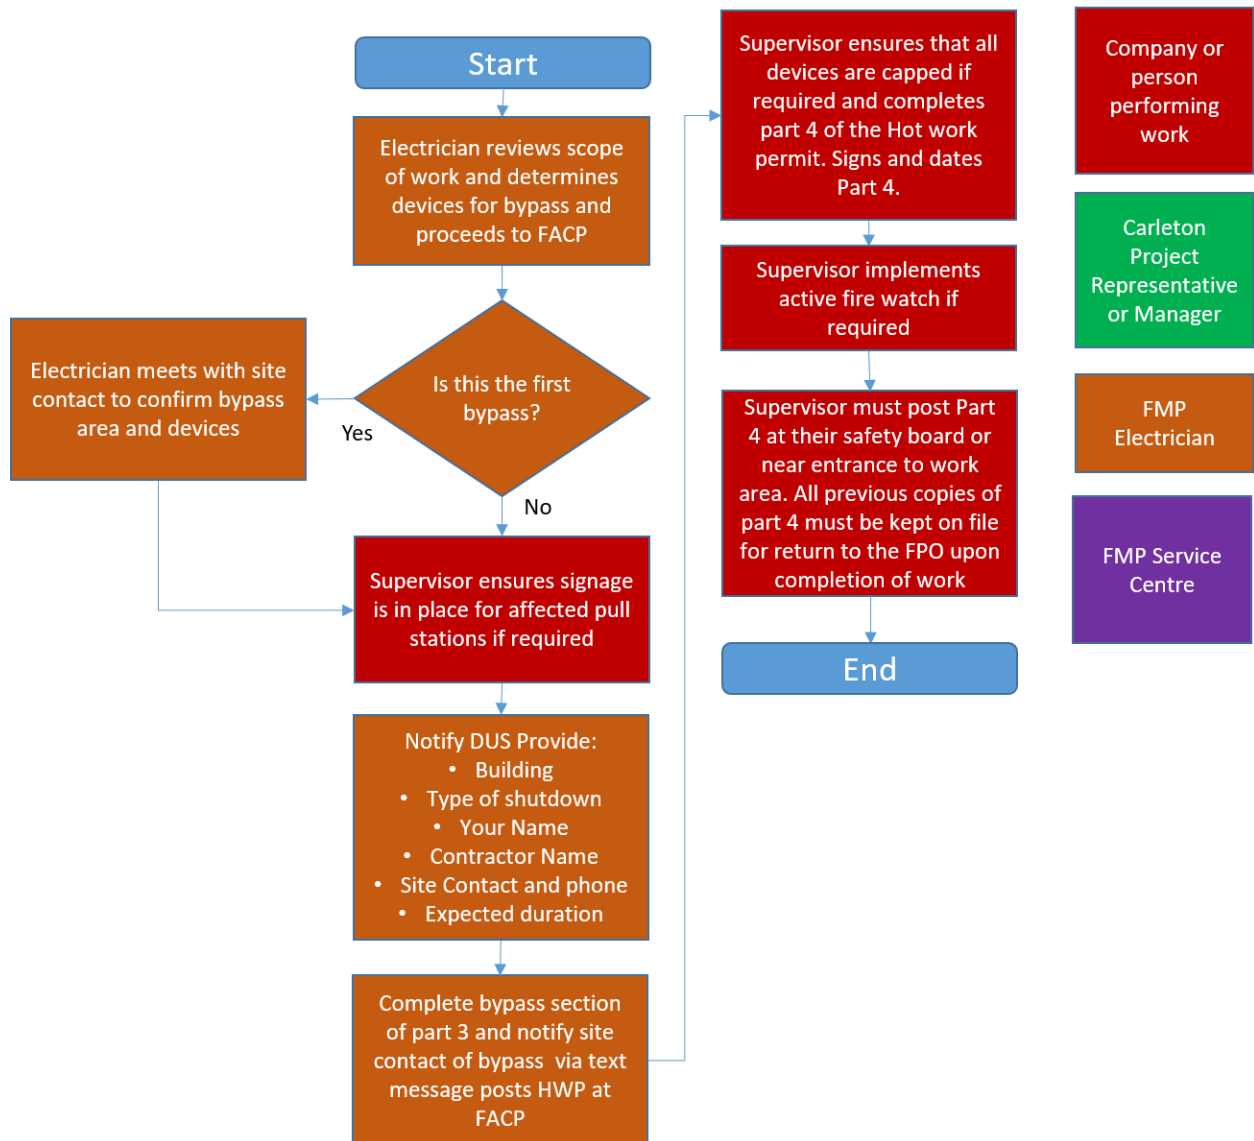 Start
Electrician reviews scope
of work and determines
devices for bypass and
proceeds to FACP
Is this the first
bypass?
Yes
No
Electrician meets with site
contact to confirm bypass
area and devices
Supervisor ensures signage
is in place for affected pull
stations if required
Notify DUS Provide:
• Building
• Type of shutdown
• Your Name
• Contractor Name
• Site Contact and phone
• Expected duration
Complete bypass section
of part 3 and notify site
contact of bypass via text
message posts HWP at
FACP
Supervisor ensures that all
devices are capped if
required and completes
part 4 of the Hot work
permit. Signs and dates
Part 4.
Supervisor implements
active fire watch if
required
Supervisor must post Part
4 at their safety board or
near entrance to work
area. All previous copies of
part 4 must be kept on file
for return to the FPO upon
completion of work
End
Company or
person
performing
work
Carleton
Project
Representative
or Manager
FMP
Electrician
FMP Service
Centre